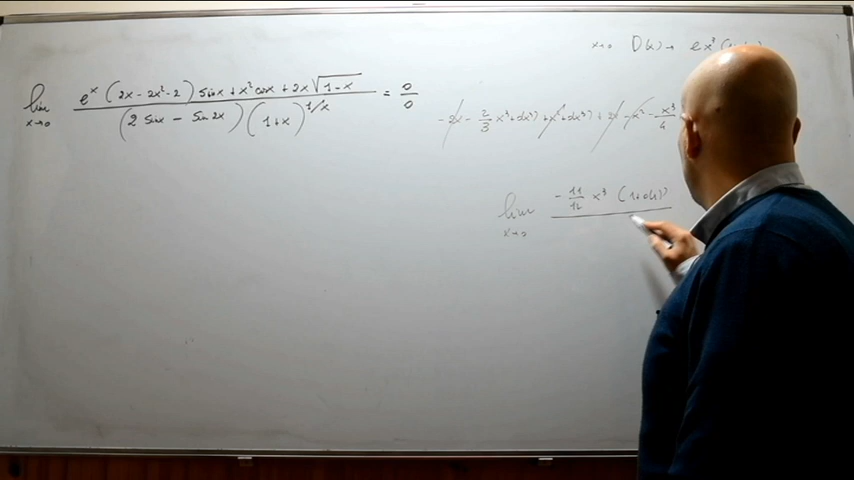 x→0 D(x) → ex³ (
lim x→0 e^x (2x - 2x² - 2) sin x + x² cos x + 2x √(1-x) / (2 sin x - sin 2x) (1+x)^(1/x) = 0/0
- 2x - 2/3 x³ + o(x³) + x² + o(x³) + 2x - x² - x³/4
lim x→0 - 11/12 x³ (1+o(1))